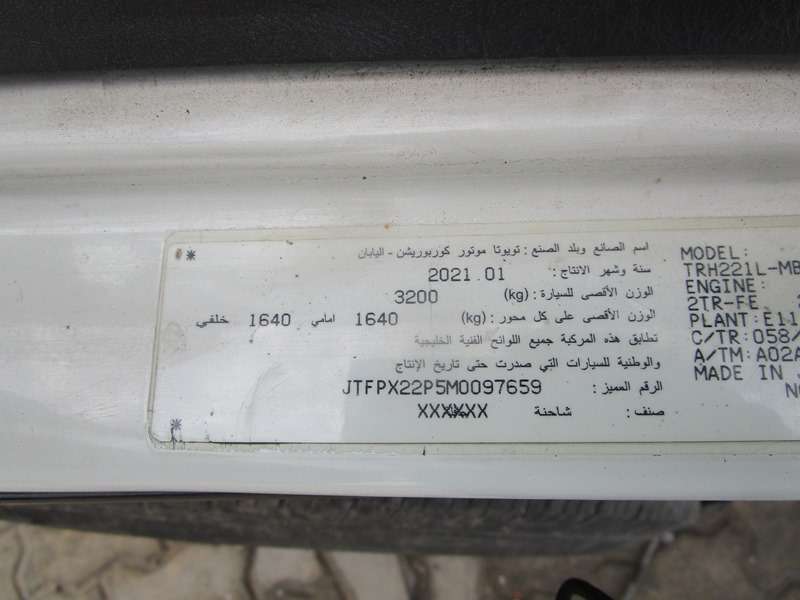 اسم الصانع وبلد الصنع : تويوتا موتور كوربوريشن - اليابان
سنة وشهر الانتاج : 2021.01
الوزن الأقصى للسيارة : (kg) 3200
الوزن الأقصى على كل محور : (kg) 1640 امامي 1640 خلفي
تطابق هذه المركبة جميع اللوائح الفنية الخليجية
والوطنية للسيارات التي صدرت حتى تاريخ الإنتاج
الرقم المميز : JTFPX22P5M0097659
صنف : شاحنة XXXXXX
MODEL:
TRH221L-MB
ENGINE:
2TR-FE
PLANT:E11
C/TR:058/
A/TM:A02A
MADE IN